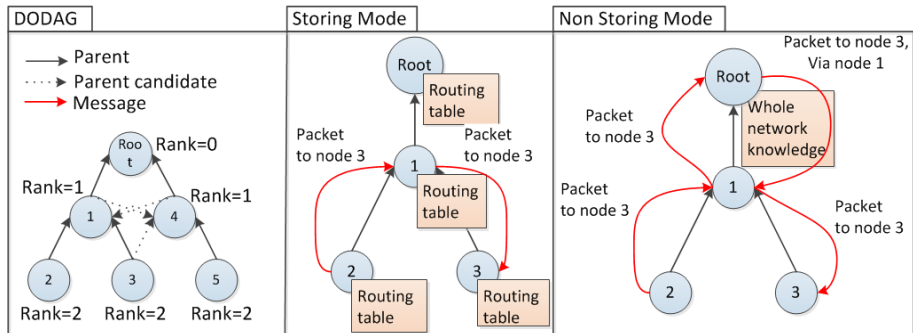 DODAG
Parent
Parent candidate
Message
Roo
t
Rank=0
Rank=1
Rank=1
1
4
2
3
5
Rank=2
Rank=2
Rank=2
Storing Mode
Root
Routing
table
Packet
to node 3
Packet
to node 3
1
Routing
table
2
Routing
table
3
Routing
table
Non Storing Mode
Packet to node 3,
Via node 1
Root
Whole
network
knowledge
Packet
to node 3
1
Packet
to node 3
Packet
to node 3
2
3